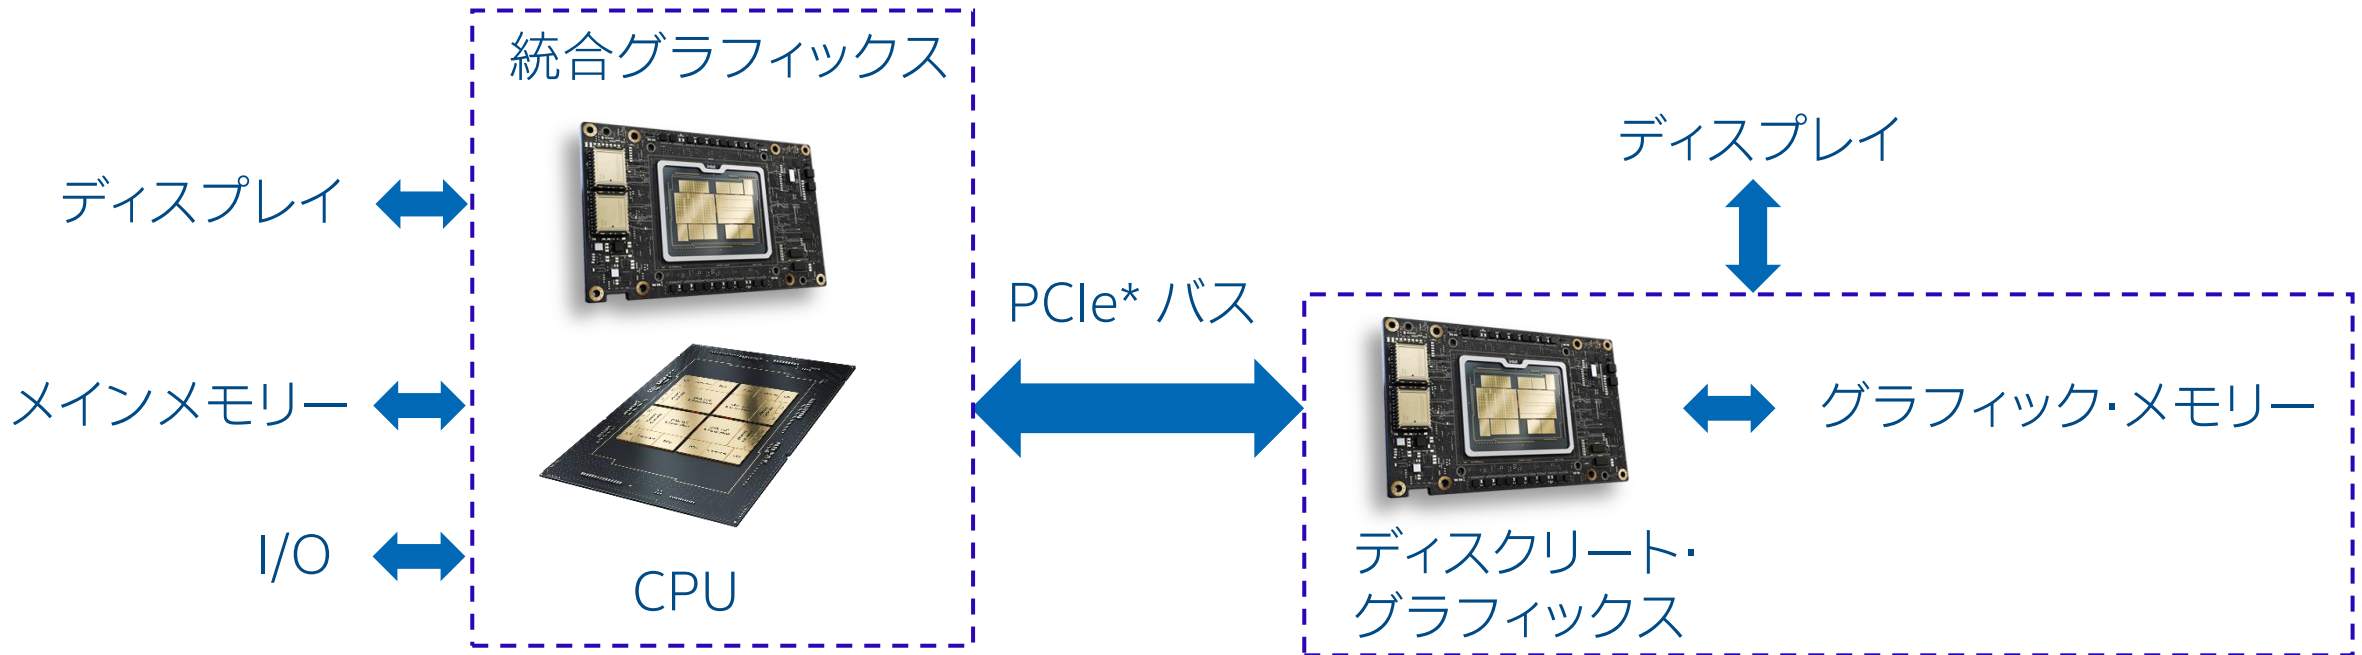 統合グラフィックス
ディスプレイ
メインメモリー
I/O
CPU
PCIe* バス
ディスプレイ
グラフィック・メモリー
ディスクリート・
グラフィックス